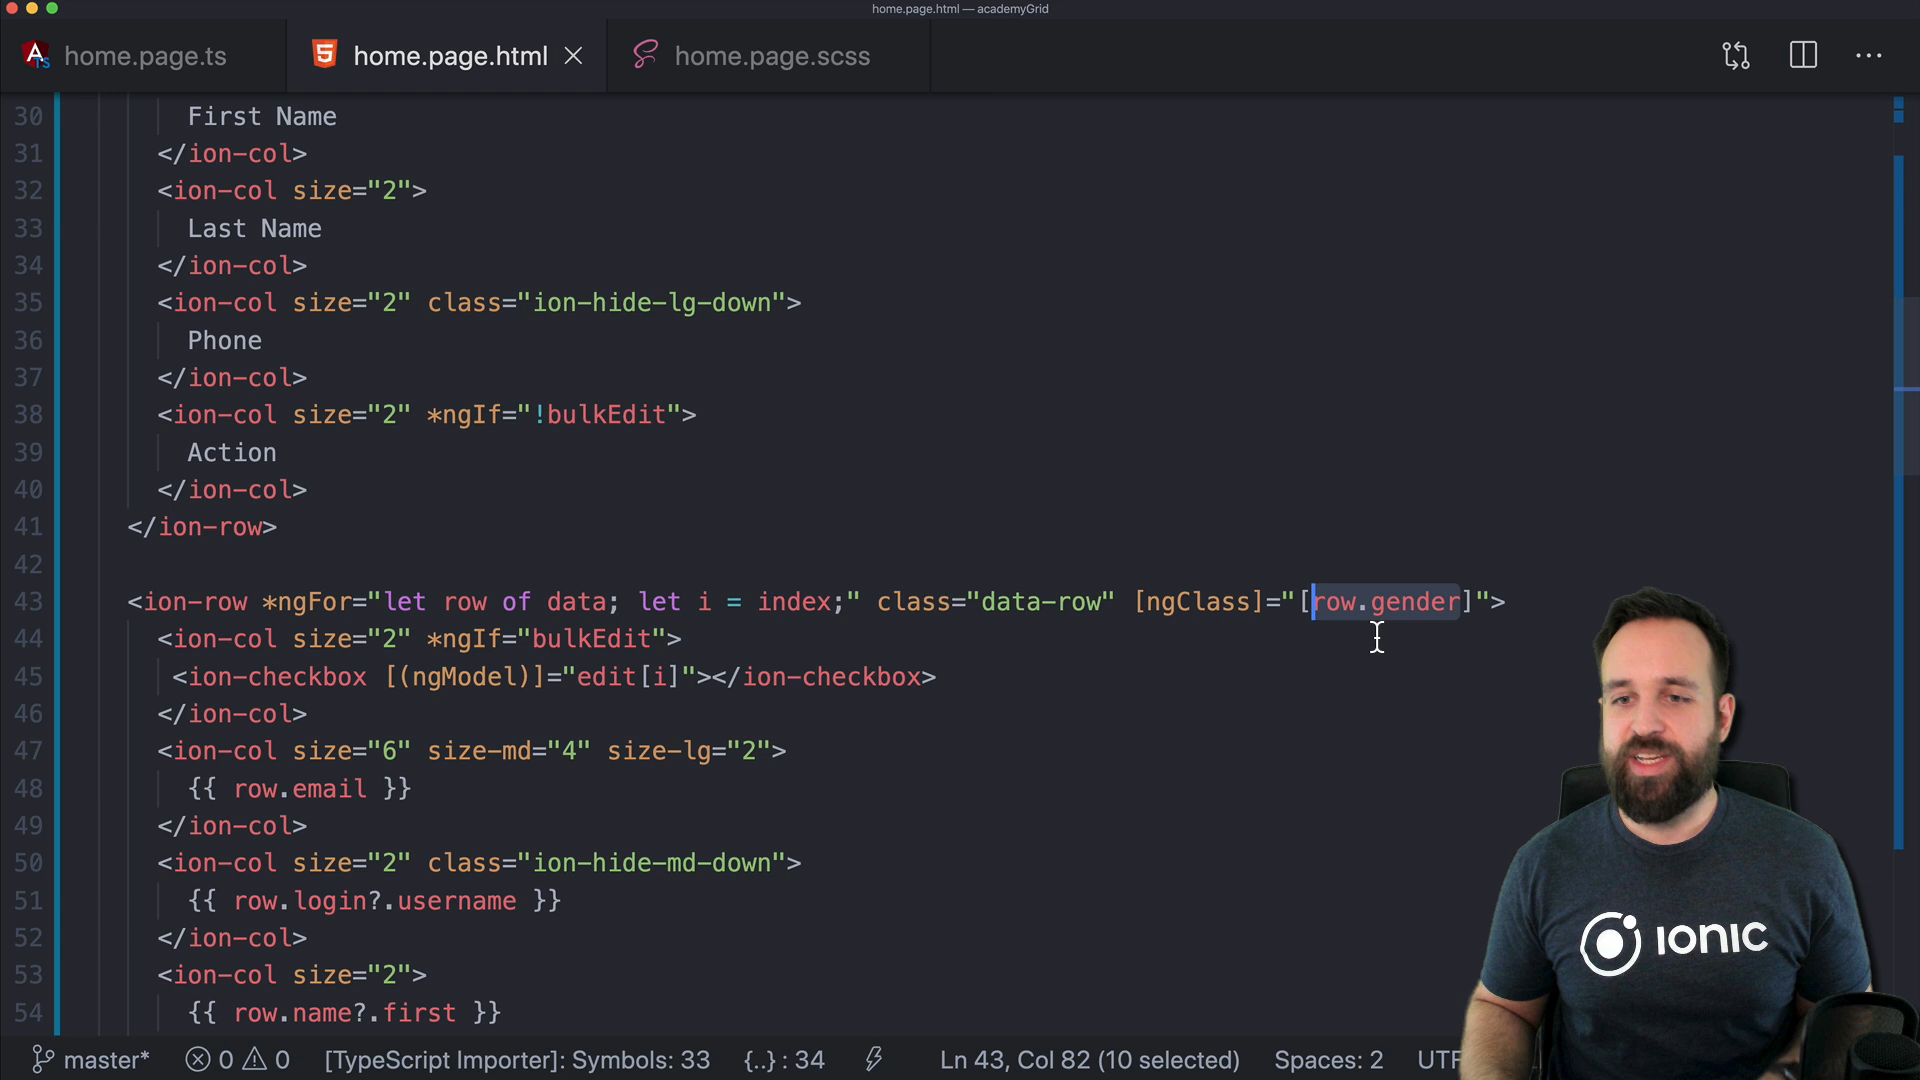 home.page.html — academyGrid
home.page.ts
home.page.html
home.page.scss
30 First Name
31 </ion-col>
32 <ion-col size="2">
33 Last Name
34 </ion-col>
35 <ion-col size="2" class="ion-hide-lg-down">
36 Phone
37 </ion-col>
38 <ion-col size="2" *ngIf="!bulkEdit">
39 Action
40 </ion-col>
41 </ion-row>
42
43 <ion-row *ngFor="let row of data; let i = index;" class="data-row" [ngClass]="[row.gender]">
44 <ion-col size="2" *ngIf="bulkEdit">
45 <ion-checkbox [(ngModel)]="edit[i]"></ion-checkbox>
46 </ion-col>
47 <ion-col size="6" size-md="4" size-lg="2">
48 {{ row.email }}
49 </ion-col>
50 <ion-col size="2" class="ion-hide-md-down">
51 {{ row.login?.username }}
52 </ion-col>
53 <ion-col size="2">
54 {{ row.name?.first }}
IONIC
master* 0 0 [TypeScript Importer]: Symbols: 33 {..} : 34 Ln 43, Col 82 (10 selected) Spaces: 2 UTF